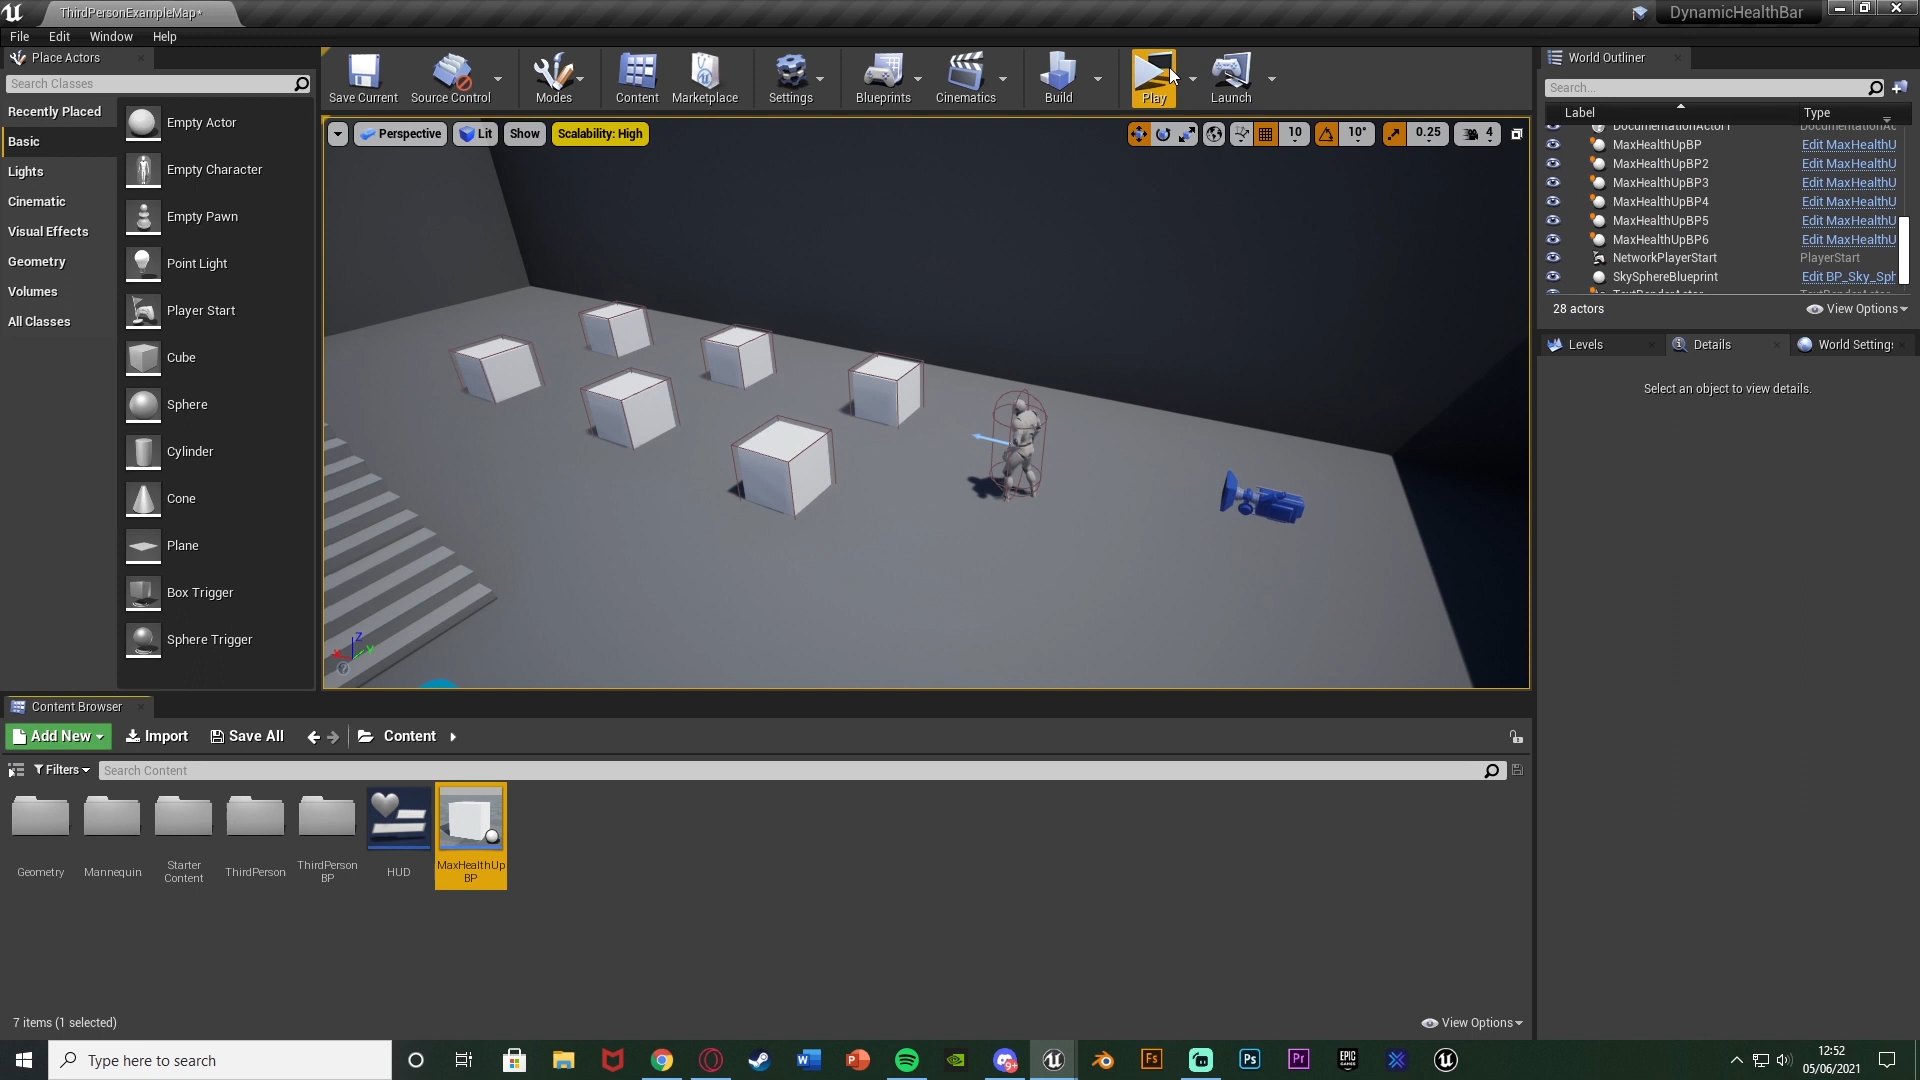 ThirdPersonExampleMap*
DynamicHealthBar
File
Edit
Window
Help
Place Actors
Search Classes
Recently Placed
Basic
Lights
Cinematic
Visual Effects
Geometry
Volumes
All Classes
Empty Actor
Empty Character
Empty Pawn
Point Light
Player Start
Cube
Sphere
Cylinder
Cone
Plane
Box Trigger
Sphere Trigger
Save Current
Source Control
Modes
Content
Marketplace
Settings
Blueprints
Cinematics
Build
Play
Launch
Perspective
Lit
Show
Scalability: High
10
10°
0.25
4
Z
X
Y
World Outliner
Search...
Label
Type
MaxHealthUpBP
Edit MaxHealthU
MaxHealthUpBP2
Edit MaxHealthU
MaxHealthUpBP3
Edit MaxHealthU
MaxHealthUpBP4
Edit MaxHealthU
MaxHealthUpBP5
Edit MaxHealthU
MaxHealthUpBP6
Edit MaxHealthU
NetworkPlayerStart
PlayerStart
SkySphereBlueprint
Edit BP_Sky_Sph
28 actors
View Options
Levels
Details
World Settings
Select an object to view details.
Content Browser
Add New
Import
Save All
Content
Filters
Search Content
Geometry
Mannequin
Starter
Content
ThirdPerson
ThirdPerson
BP
HUD
MaxHealthUp
BP
7 items (1 selected)
View Options
Type here to search
12:52
05/06/2021